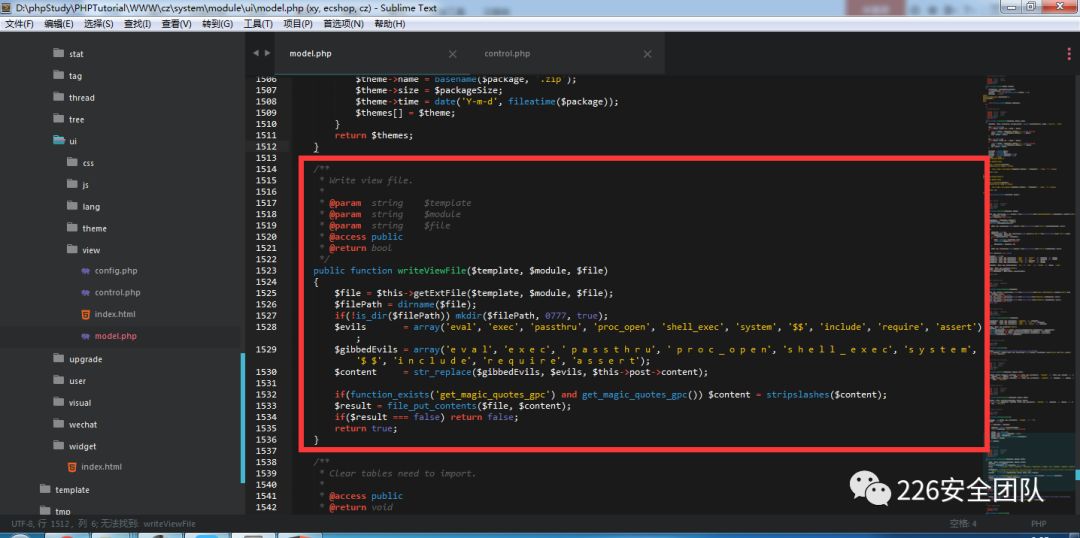 D:\phpStudy\PHPTutorial\WWW\cz\system\module\ui\model.php (xy, ecshop, cz) - Sublime Text
文件(F) 编辑(E) 选择(S) 查找(I) 查看(V) 转到(G) 工具(T) 项目(P) 首选项(N) 帮助(H)
stat
tag
thread
tree
ui
css
js
lang
theme
view
config.php
control.php
index.html
model.php
upgrade
user
visual
wechat
widget
index.html
template
tmp
model.php
control.php
1506 $theme->name = basename($package, '.zip');
1507 $theme->size = $packageSize;
1508 $theme->time = date('Y-m-d', fileatime($package));
1509 $themes[] = $theme;
1510 }
1511 return $themes;
1512 }
1513
1514 /**
1515 * Write view file.
1516 *
1517 * @param string $template
1518 * @param string $module
1519 * @param string $file
1520 * @access public
1521 * @return bool
1522 */
1523 public function writeViewFile($template, $module, $file)
1524 {
1525 $file = $this->getExtFile($template, $module, $file);
1526 $filePath = dirname($file);
1527 if(!is_dir($filePath)) mkdir($filePath, 0777, true);
1528 $evils = array('eval', 'exec', 'passthru', 'proc_open', 'shell_exec', 'system', '$$', 'include', 'require', 'assert')
;
1529 $gibbedEvils = array('e v a l', 'e x e c', ' p a s s t h r u', ' p r o c _ o p e n', 's h e l l _ e x e c', 's y s t e m',
'$ $', 'i n c l u d e', 'r e q u i r e', 'a s s e r t');
1530 $content = str_replace($gibbedEvils, $evils, $this->post->content);
1531
1532 if(function_exists('get_magic_quotes_gpc') and get_magic_quotes_gpc()) $content = stripslashes($content);
1533 $result = file_put_contents($file, $content);
1534 if($result === false) return false;
1535 return true;
1536 }
1537
1538 /**
1539 * Clear tables need to import.
1540 *
1541 * @access public
1542 * @return void
226安全团队
UTF-8, 行 1512, 列 6; 无法找到: writeViewFile
空格: 4
PHP